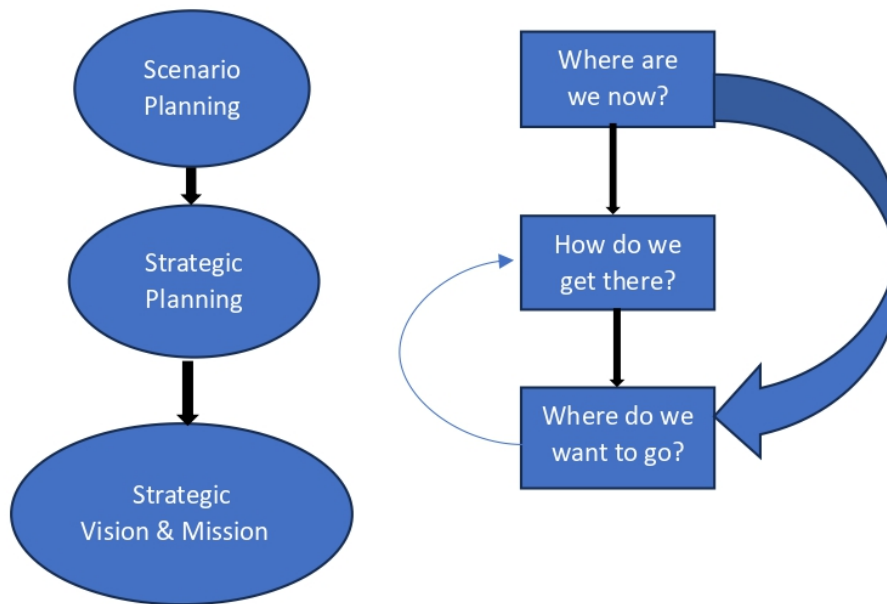 Scenario
Planning
Strategic
Planning
Strategic
Vision & Mission
Where are
we now?
How do we
get there?
Where do we
want to go?